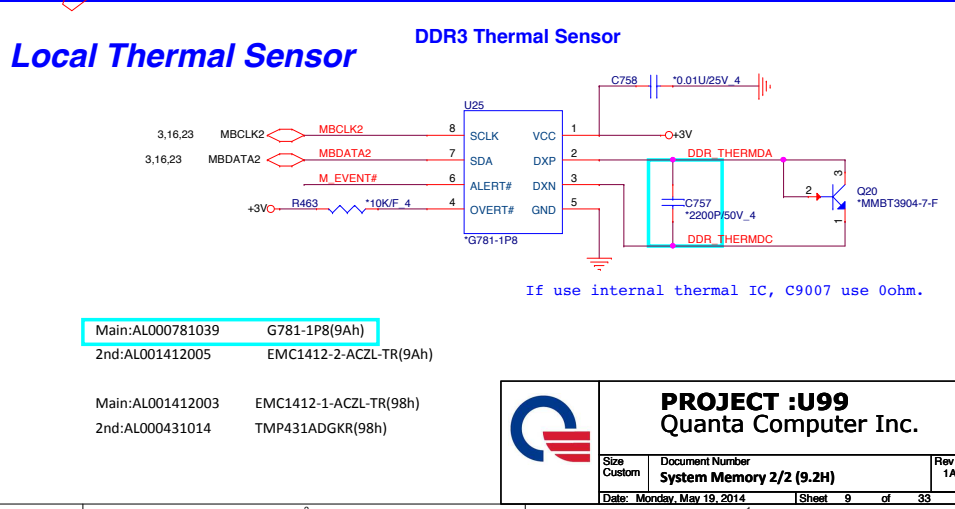 DDR3 Thermal Sensor
Local Thermal Sensor
C758 *0.01U/25V_4
U25
3,16,23 MBCLK2 MBCLK2 8 SCLK VCC 1 +3V
3,16,23 MBDATA2 MBDATA2 7 SDA DXP 2 DDR_THERMDA
M_EVENT# 6 ALERT# DXN 3
+3V R463 *10K/F_4 4 OVERT# GND 5
C757
*2200P/50V_4
DDR_THERMDC
2 3 1
Q20
*MMBT3904-7-F
*G781-1P8
If use internal thermal IC, C9007 use 0ohm.
Main:AL000781039 G781-1P8(9Ah)
2nd:AL001412005 EMC1412-2-ACZL-TR(9Ah)
Main:AL001412003 EMC1412-1-ACZL-TR(98h)
2nd:AL000431014 TMP431ADGKR(98h)
PROJECT :U99
Quanta Computer Inc.
Size Document Number Rev
Custom System Memory 2/2 (9.2H) 1A
Date: Monday, May 19, 2014 Sheet 9 of 33